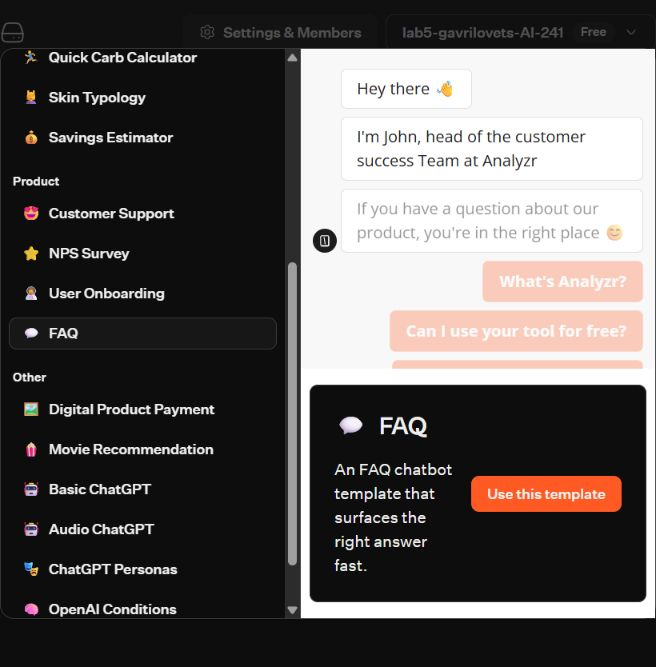 Settings & Members
lab5-gavrilovets-AI-241
Free
Quick Carb Calculator
Skin Typology
Savings Estimator
Product
Customer Support
NPS Survey
User Onboarding
FAQ
Other
Digital Product Payment
Movie Recommendation
Basic ChatGPT
Audio ChatGPT
ChatGPT Personas
OpenAI Conditions
Hey there 👋
I'm John, head of the customer
success Team at Analyzr
If you have a question about our
product, you're in the right place 😊
What's Analyzr?
Can I use your tool for free?
FAQ
An FAQ chatbot
template that
surfaces the
right answer
fast.
Use this template